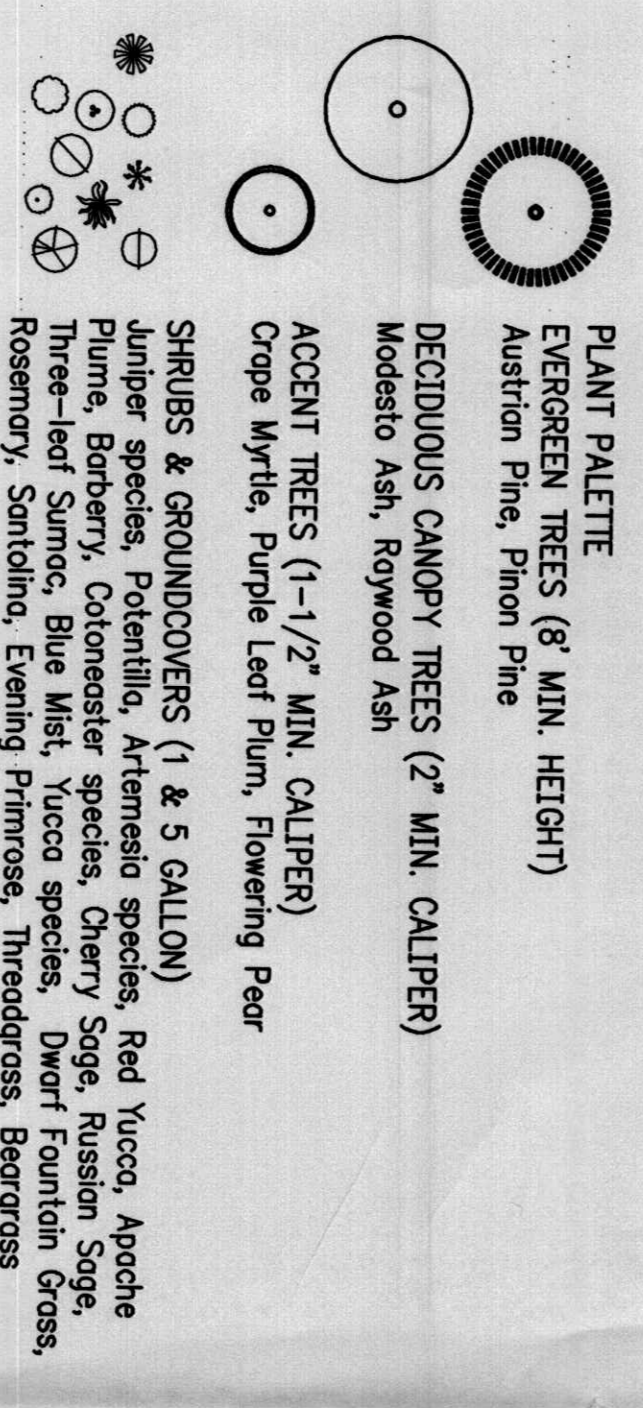 PLANT PALETTE
EVERGREEN TREES (8' MIN. HEIGHT)
Austrian Pine, Pinon Pine
DECIDUOUS CANOPY TREES (2" MIN. CALIPER)
Modesto Ash, Raywood Ash
ACCENT TREES (1-1/2" MIN. CALIPER)
Crape Myrtle, Purple Leaf Plum, Flowering Pear
SHRUBS & GROUNDCOVERS (1 & 5 GALLON)
Juniper species, Potentilla, Artemesia species, Red Yucca, Apache
Plume, Barberry, Cotoneaster species, Cherry Sage, Russian Sage,
Three-leaf Sumac, Blue Mist, Yucca species, Dwarf Fountain Grass,
Rosemary, Santolina, Evening Primrose, Threadgrass, Beargrass